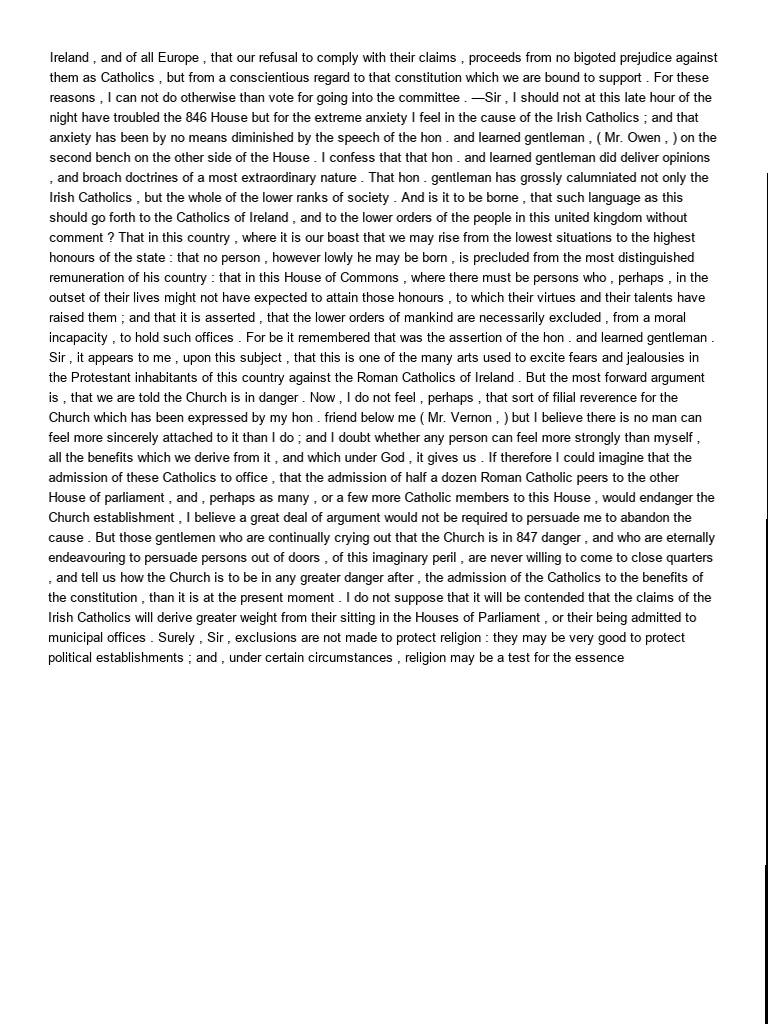 Ireland , and of all Europe , that our refusal to comply with their claims , proceeds from no bigoted prejudice against
them as Catholics , but from a conscientious regard to that constitution which we are bound to support . For these
reasons , I can not do otherwise than vote for going into the committee . —Sir , I should not at this late hour of the
night have troubled the 846 House but for the extreme anxiety I feel in the cause of the Irish Catholics ; and that
anxiety has been by no means diminished by the speech of the hon . and learned gentleman , ( Mr. Owen , ) on the
second bench on the other side of the House . I confess that that hon . and learned gentleman did deliver opinions
, and broach doctrines of a most extraordinary nature . That hon . gentleman has grossly calumniated not only the
Irish Catholics , but the whole of the lower ranks of society . And is it to be borne , that such language as this
should go forth to the Catholics of Ireland , and to the lower orders of the people in this united kingdom without
comment ? That in this country , where it is our boast that we may rise from the lowest situations to the highest
honours of the state : that no person , however lowly he may be born , is precluded from the most distinguished
remuneration of his country : that in this House of Commons , where there must be persons who , perhaps , in the
outset of their lives might not have expected to attain those honours , to which their virtues and their talents have
raised them ; and that it is asserted , that the lower orders of mankind are necessarily excluded , from a moral
incapacity , to hold such offices . For be it remembered that was the assertion of the hon . and learned gentleman .
Sir , it appears to me , upon this subject , that this is one of the many arts used to excite fears and jealousies in
the Protestant inhabitants of this country against the Roman Catholics of Ireland . But the most forward argument
is , that we are told the Church is in danger . Now , I do not feel , perhaps , that sort of filial reverence for the
Church which has been expressed by my hon . friend below me ( Mr. Vernon , ) but I believe there is no man can
feel more sincerely attached to it than I do ; and I doubt whether any person can feel more strongly than myself ,
all the benefits which we derive from it , and which under God , it gives us . If therefore I could imagine that the
admission of these Catholics to office , that the admission of half a dozen Roman Catholic peers to the other
House of parliament , and , perhaps as many , or a few more Catholic members to this House , would endanger the
Church establishment , I believe a great deal of argument would not be required to persuade me to abandon the
cause . But those gentlemen who are continually crying out that the Church is in 847 danger , and who are eternally
endeavouring to persuade persons out of doors , of this imaginary peril , are never willing to come to close quarters
, and tell us how the Church is to be in any greater danger after , the admission of the Catholics to the benefits of
the constitution , than it is at the present moment . I do not suppose that it will be contended that the claims of the
Irish Catholics will derive greater weight from their sitting in the Houses of Parliament , or their being admitted to
municipal offices . Surely , Sir , exclusions are not made to protect religion : they may be very good to protect
political establishments ; and , under certain circumstances , religion may be a test for the essence